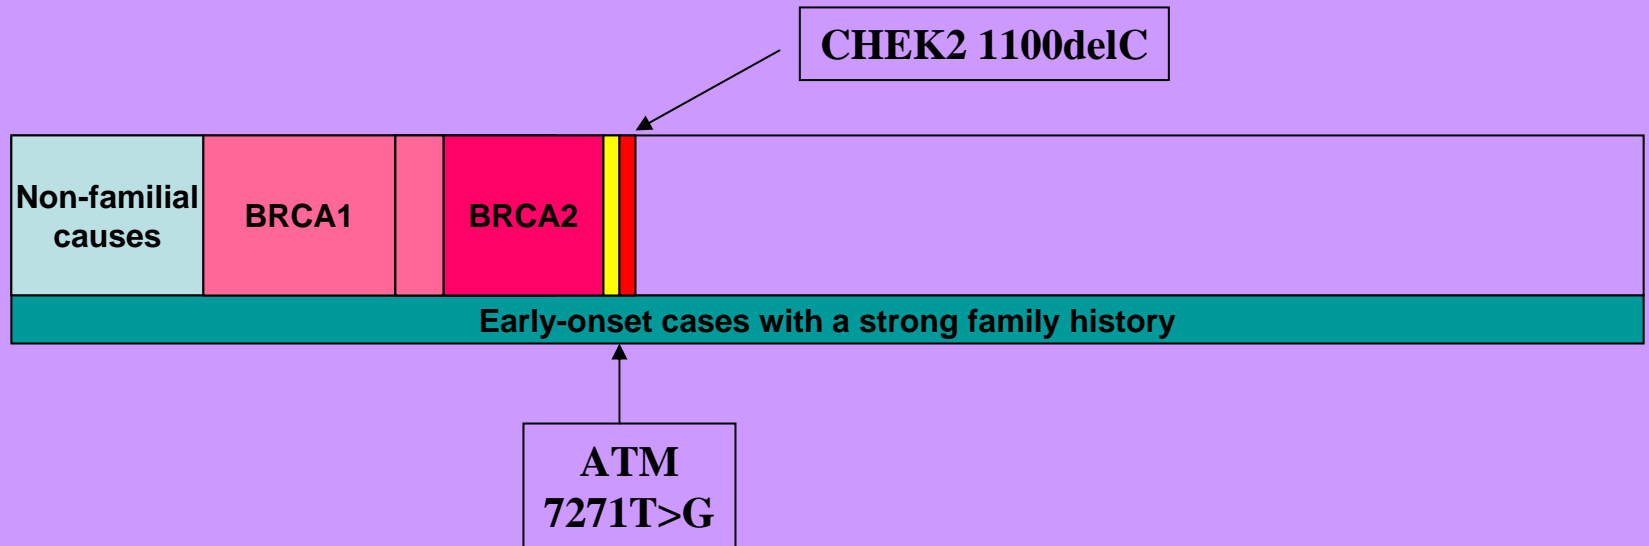 CHEK2 1100delC
Non-familial
causes
BRCA1
BRCA2
Early-onset cases with a strong family history
ATM
7271T>G